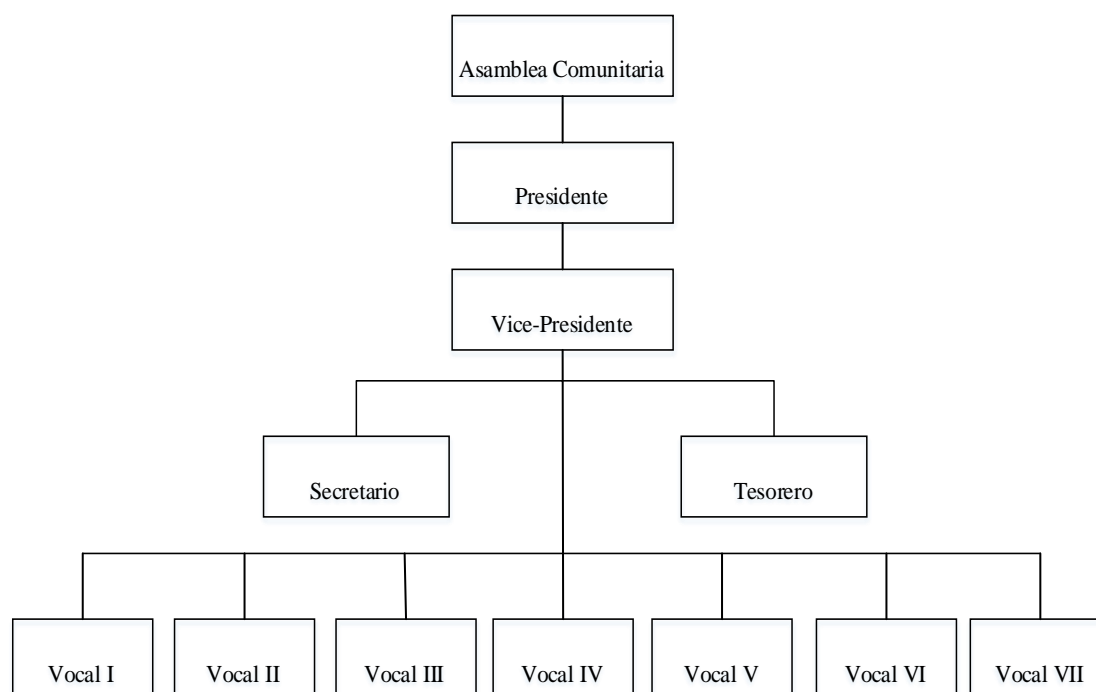 Asamblea Comunitaria
Presidente
Vice-Presidente
Secretario
Tesorero
Vocal I
Vocal II
Vocal III
Vocal IV
Vocal V
Vocal VI
Vocal VII